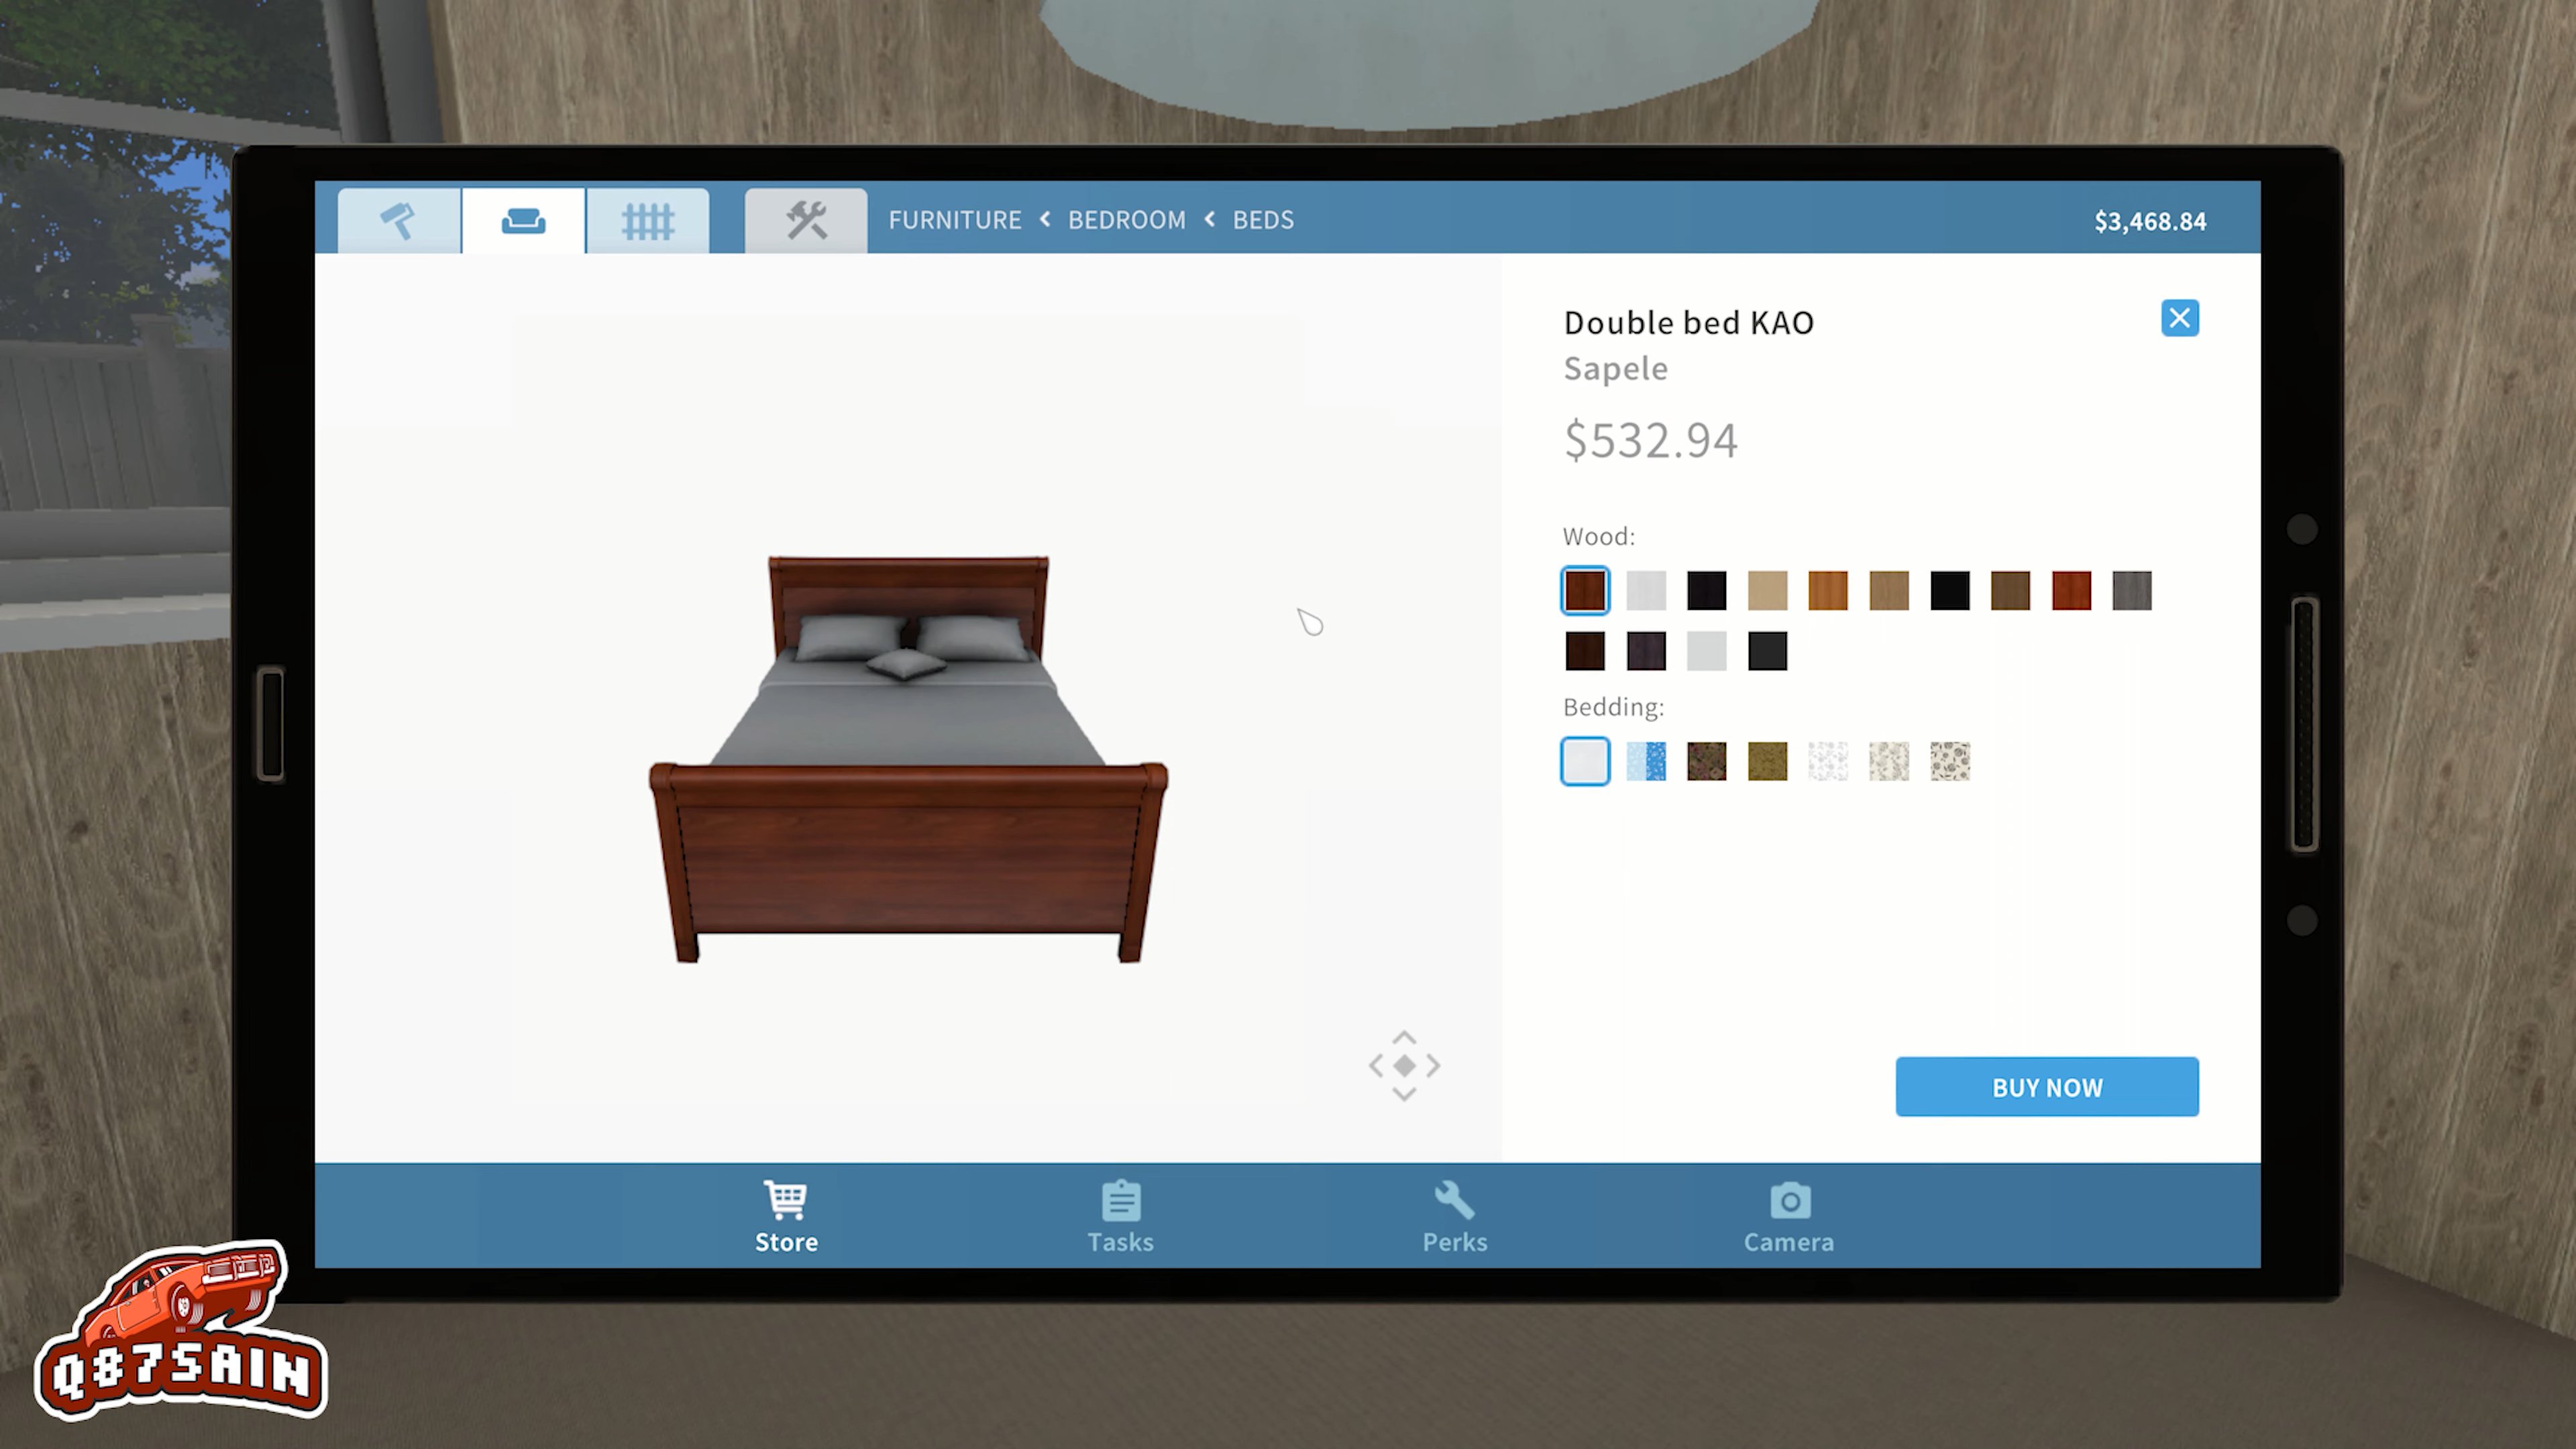 FURNITURE < BEDROOM < BEDS
$3,468.84
Double bed KAO
Sapele
$532.94
Wood:
Bedding:
BUY NOW
Store
Tasks
Perks
Camera
Q87SAIN